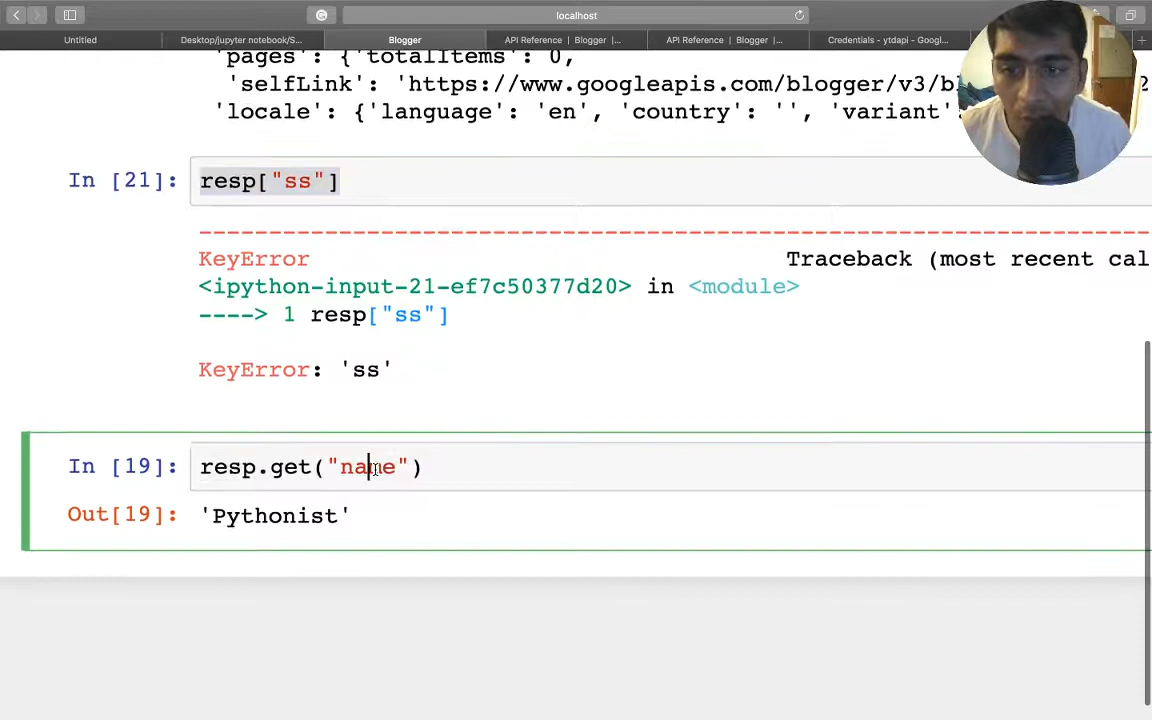 localhost
Untitled
Desktop/jupyter notebook/S...
Blogger
API Reference | Blogger |...
API Reference | Blogger |...
Credentials - ytdapi - Googl...
'pages': {'totalItems': 0,
'selfLink': 'https://www.googleapis.com/blogger/v3/bl
'locale': {'language': 'en', 'country': '', 'variant':
In [21]: resp["ss"]
KeyError Traceback (most recent cal
<ipython-input-21-ef7c50377d20> in <module>
----> 1 resp["ss"]
KeyError: 'ss'
In [19]: resp.get("name")
Out[19]: 'Pythonist'